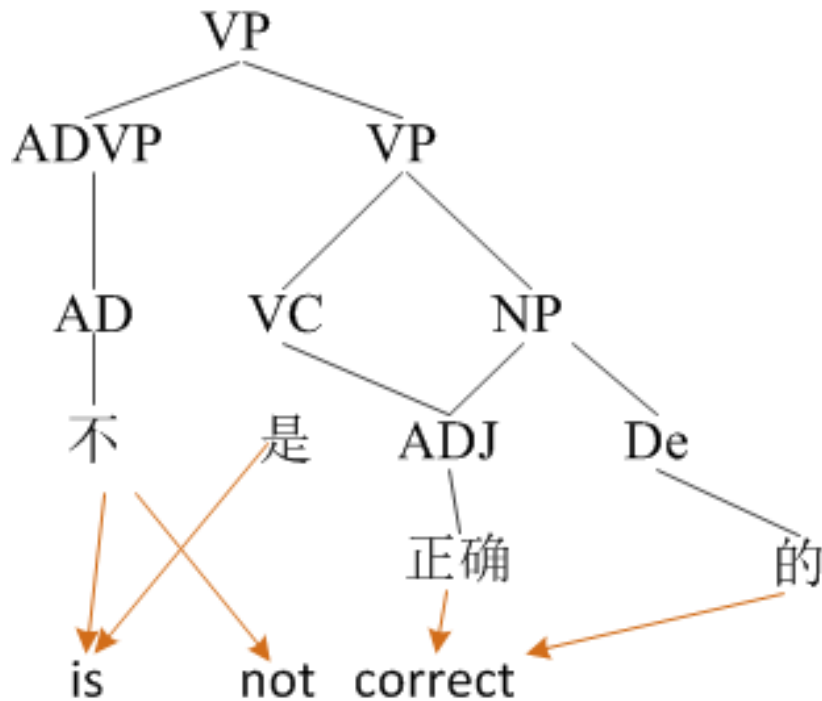 VP
ADVP VP
AD VC NP
不 是 ADJ De
正确 的
is not correct